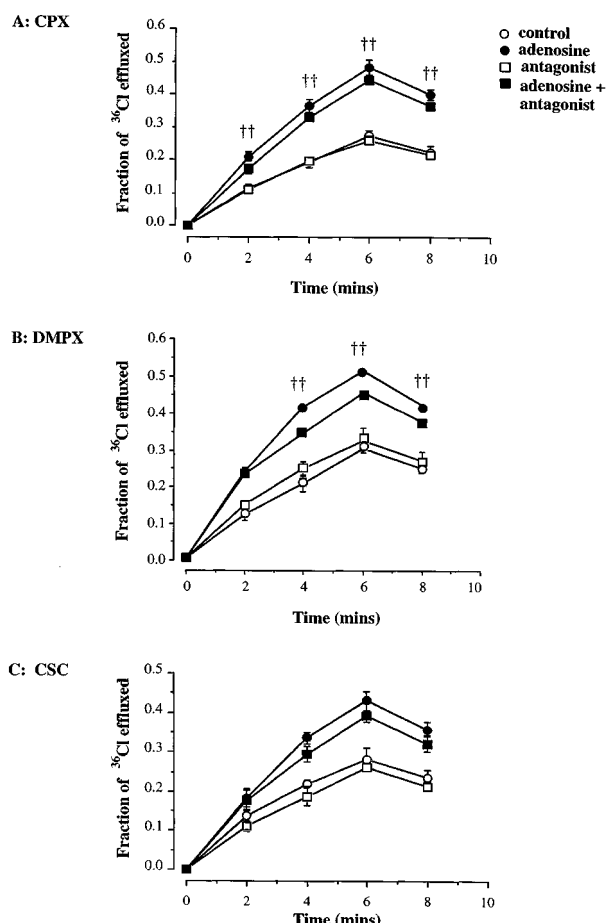 A: CPX
0.6
0.5
0.4
0.3
0.2
0.1
0.0
Fraction of ³⁶Cl effluxed
††
††
††
††
0 2 4 6 8 10
Time (mins)
control
adenosine
antagonist
adenosine +
antagonist
B: DMPX
0.6
0.5
0.4
0.3
0.2
0.1
0.0
Fraction of ³⁶Cl effluxed
††
††
††
0 2 4 6 8 10
Time (mins)
C: CSC
0.5
0.4
0.3
0.2
0.1
0.0
Fraction of ³⁶Cl effluxed
0 2 4 6 8 10
Time (mins)